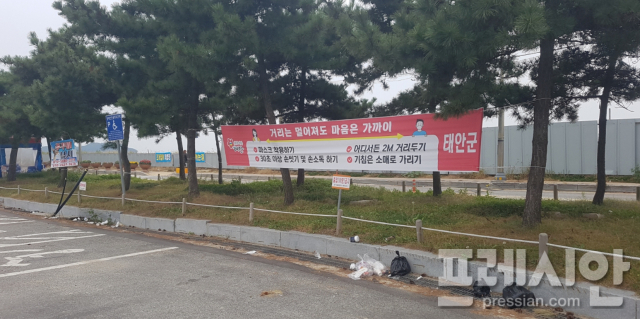 거리는 멀어져도 마음은 가까이
마스크 착용하기
어디서든 2M 거리두기
30초 이상 손씻기 및 손소독 하기
기침은 소매로 가리기
태안군
프레시안
pressian.com